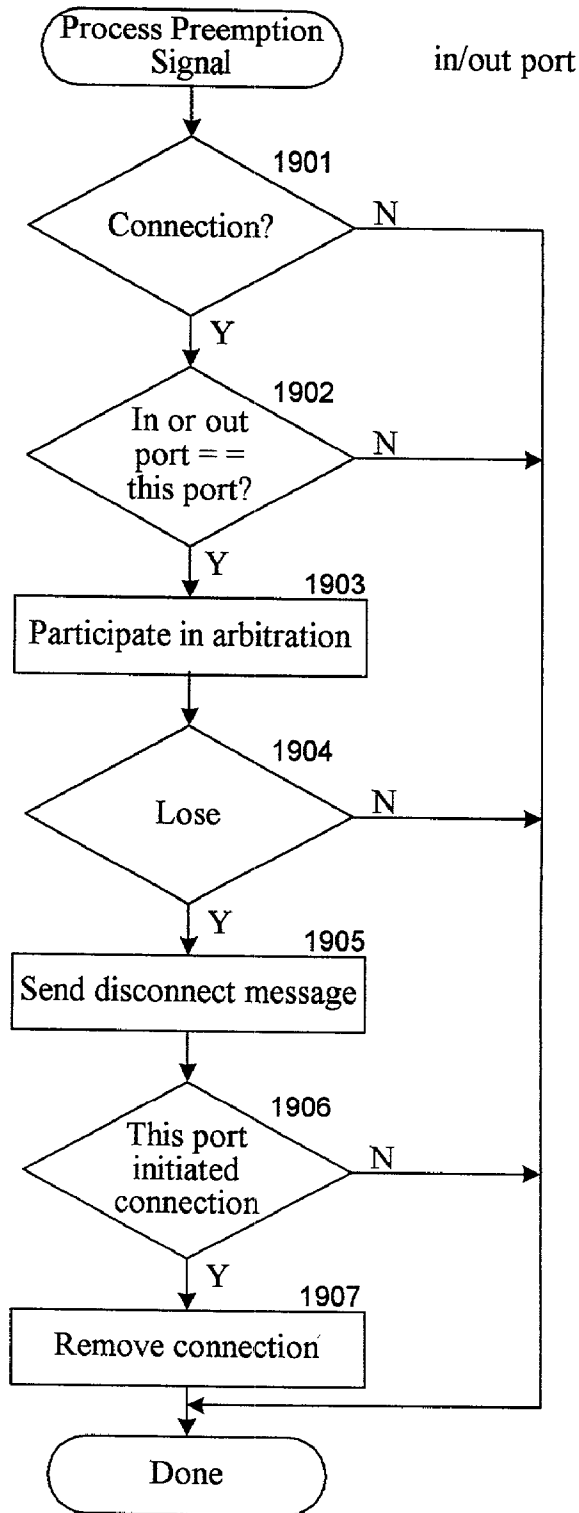 Process Preemption
Signal
in/out port
1901
Connection?
N
Y
1902
In or out
port = =
this port?
N
Y
1903
Participate in arbitration
1904
Lose
N
Y
1905
Send disconnect message
1906
This port
initiated
connection
N
Y
1907
Remove connection
Done